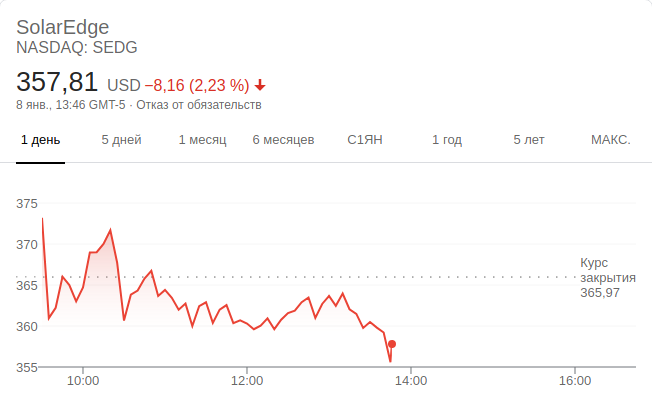 SolarEdge
NASDAQ: SEDG
357,81 USD −8,16 (2,23 %)
8 янв., 13:46 GMT-5 · Отказ от обязательств
1 день 5 дней 1 месяц 6 месяцев С1ЯН 1 год 5 лет МАКС.
375
370
365
360
355
Курс
закрытия
365,97
10:00 12:00 14:00 16:00